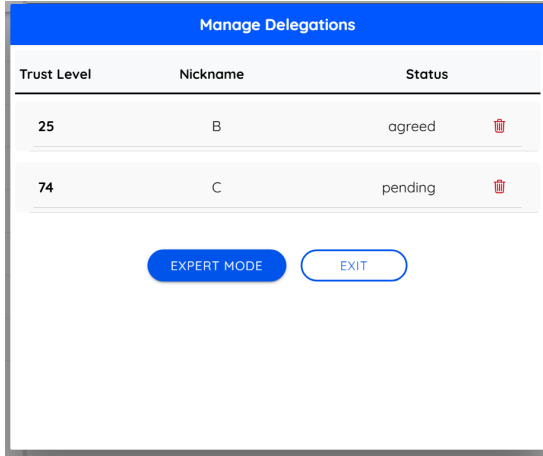 Manage Delegations
Trust Level Nickname Status
25 B agreed
74 C pending
EXPERT MODE EXIT